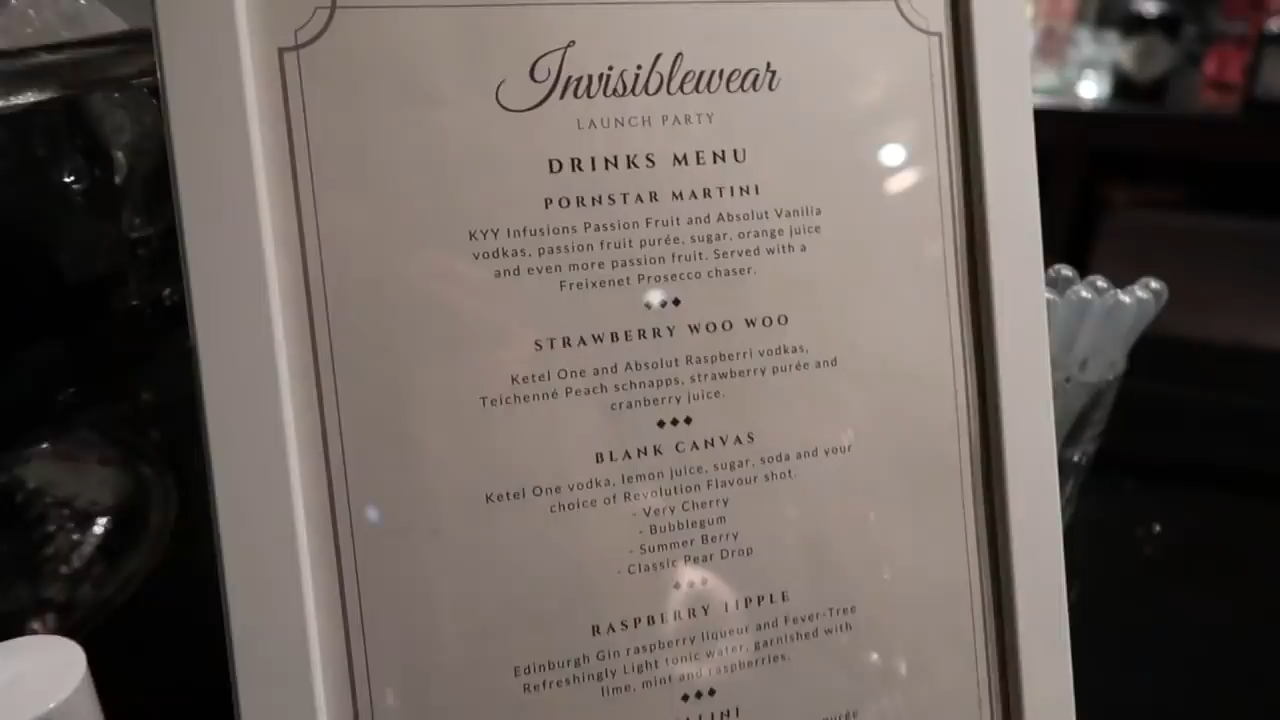 Invisiblewear
LAUNCH PARTY
DRINKS MENU
PORNSTAR MARTINI
KYY Infusions Passion Fruit and Absolut Vanilla
vodkas, passion fruit purée, sugar, orange juice
and even more passion fruit. Served with a
Freixenet Prosecco chaser.
STRAWBERRY WOO WOO
Ketel One and Absolut Raspberri vodkas,
Teichenné Peach schnapps, strawberry purée and
cranberry juice.
BLANK CANVAS
Ketel One vodka, lemon juice, sugar, soda and your
choice of Revolution Flavour shot.
- Very Cherry
- Bubblegum
- Summer Berry
- Classic Pear Drop
RASPBERRY TIPPLE
Edinburgh Gin raspberry liqueur and Fever-Tree
Refreshingly Light tonic water, garnished with
lime, mint and raspberries.
purée